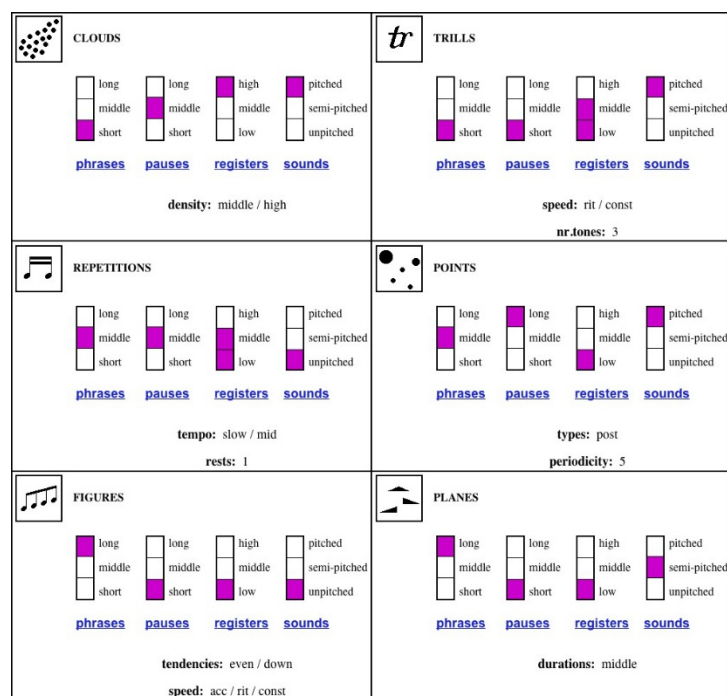 CLOUDS
long long high pitched
middle middle middle semi-pitched
short short low unpitched
phrases pauses registers sounds
density: middle / high
tr TRILLS
long long high pitched
middle middle middle semi-pitched
short short low unpitched
phrases pauses registers sounds
speed: rit / const
nr.tones: 3
REPETITIONS
long long high pitched
middle middle middle semi-pitched
short short low unpitched
phrases pauses registers sounds
tempo: slow / mid
rests: 1
POINTS
long long high pitched
middle middle middle semi-pitched
short short low unpitched
phrases pauses registers sounds
types: post
periodicity: 5
FIGURES
long long high pitched
middle middle middle semi-pitched
short short low unpitched
phrases pauses registers sounds
tendencies: even / down
speed: acc / rit / const
PLANES
long long high pitched
middle middle middle semi-pitched
short short low unpitched
phrases pauses registers sounds
durations: middle